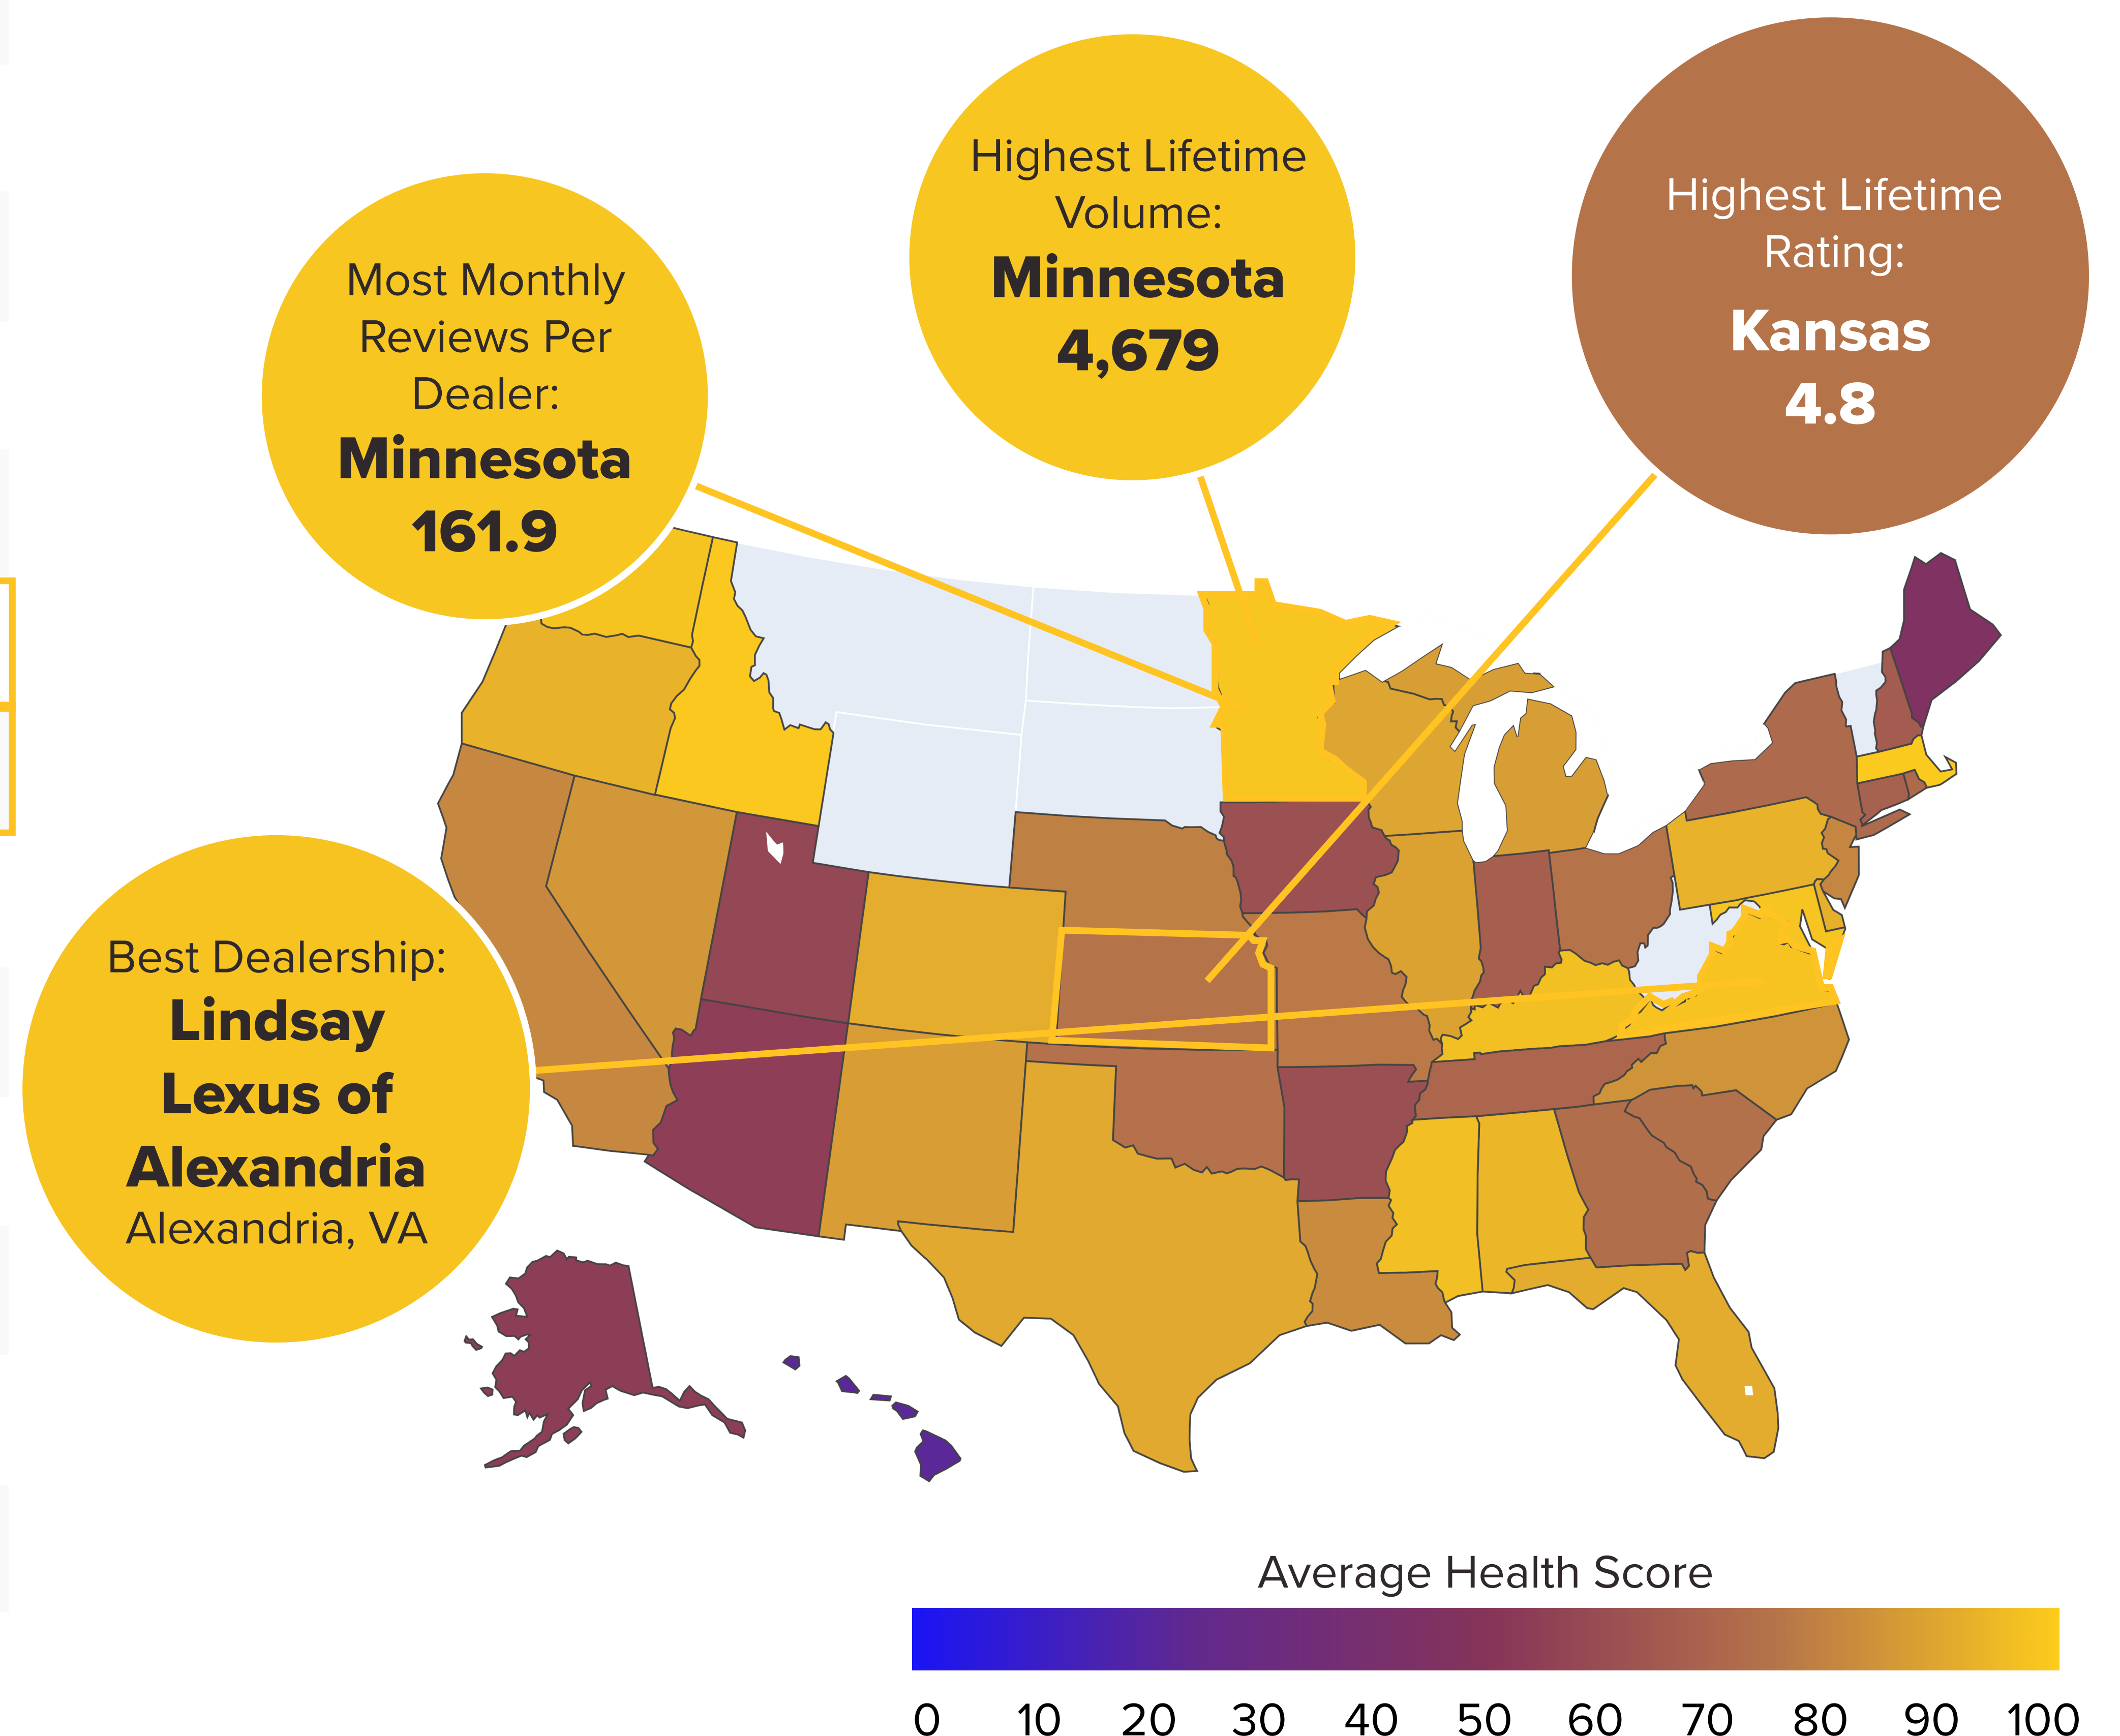 Highest Lifetime
Volume:
Minnesota
4,679
Highest Lifetime
Rating:
Kansas
4.8
Most Monthly
Reviews Per
Dealer:
Minnesota
161.9
Best Dealership:
Lindsay
Lexus of
Alexandria
Alexandria, VA
Average Health Score
0 10 20 30 40 50 60 70 80 90 100